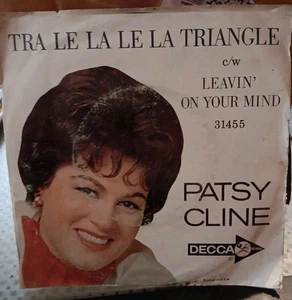 TRA LE LA LE LA TRIANGLE
c/w
LEAVIN'
ON YOUR MIND
31455
PATSY
CLINE
DECCA